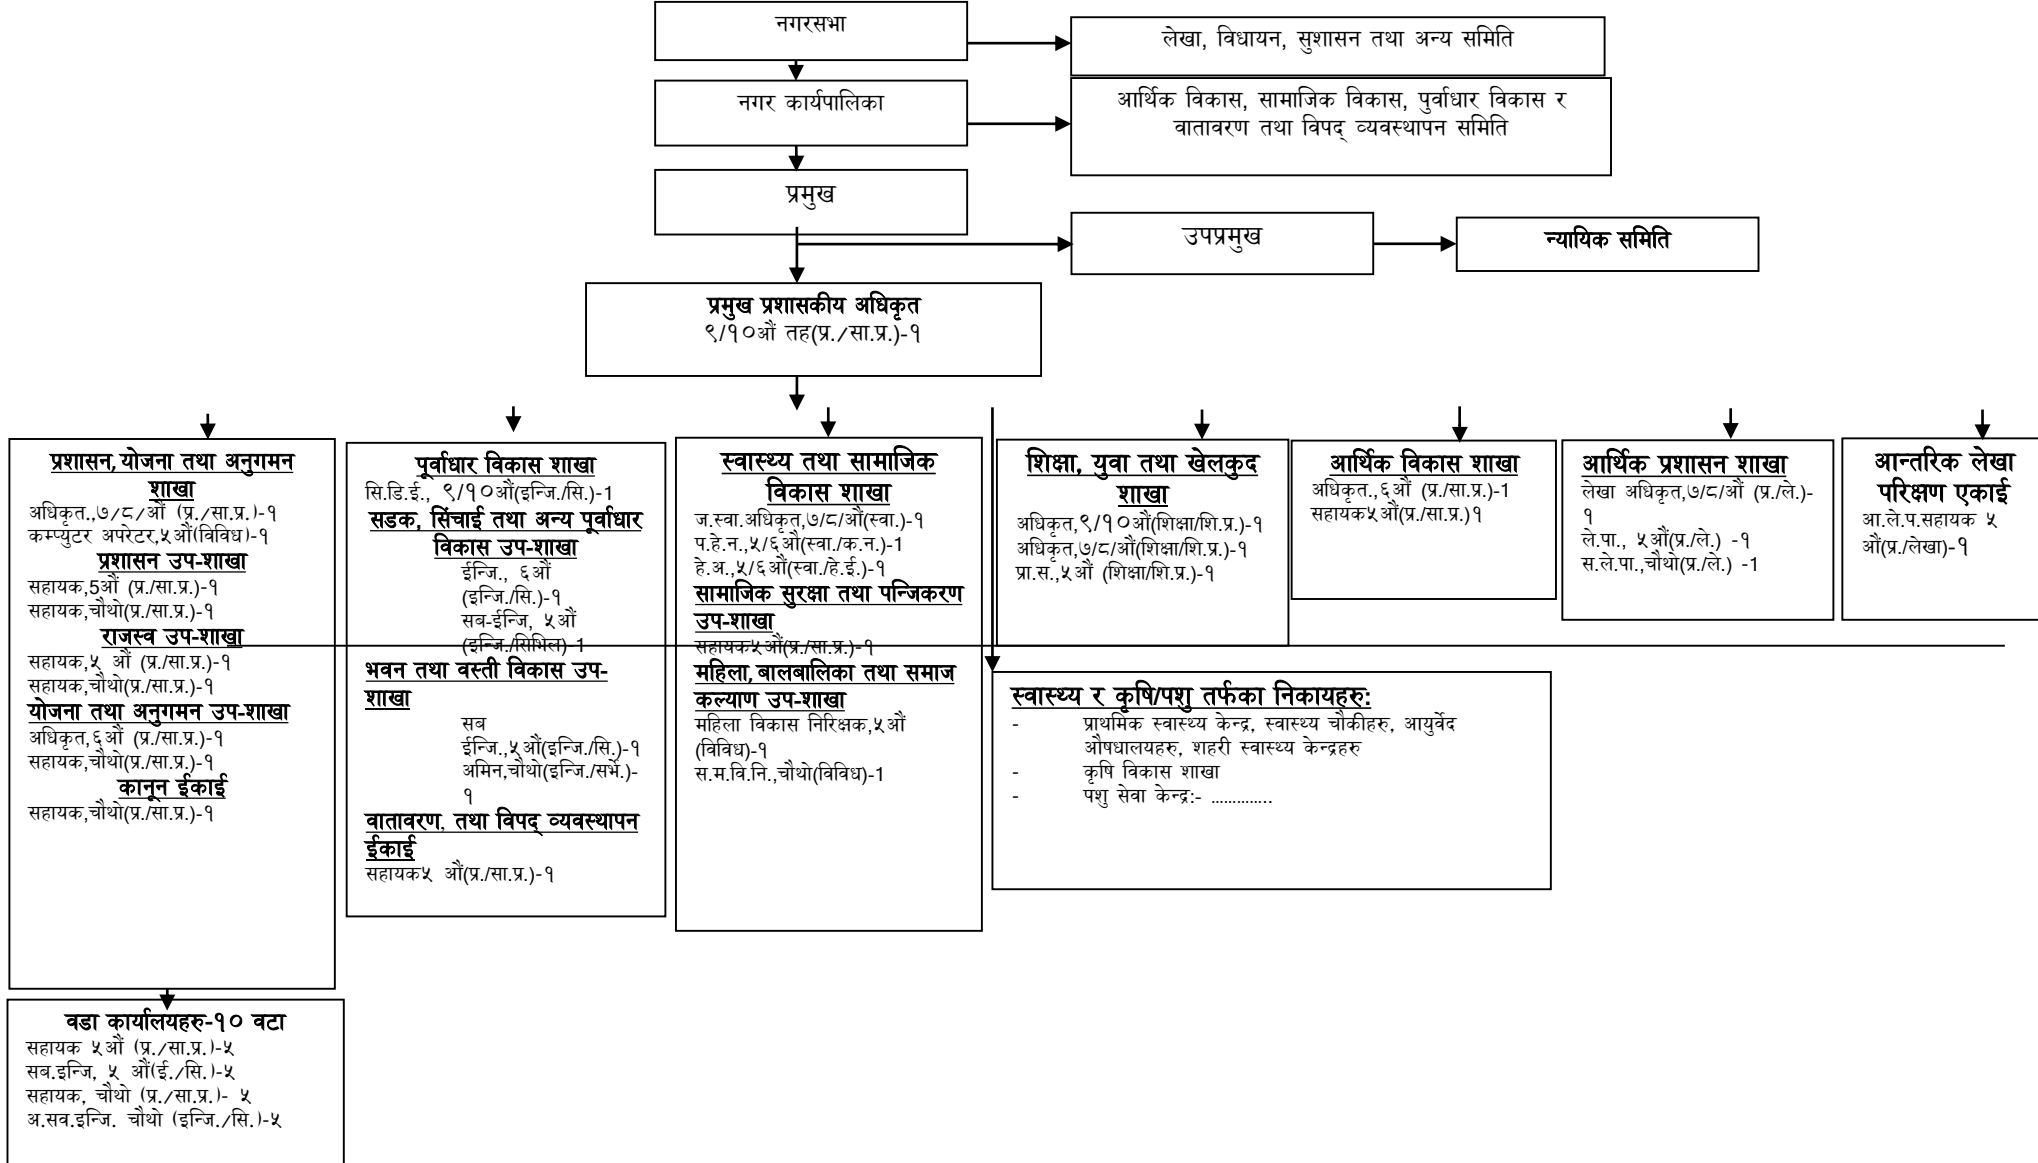 नगरसभा
लेखा, विधायन, सुशासन तथा अन्य समिति
नगर कार्यपालिका
आर्थिक विकास, सामाजिक विकास, पुर्वाधार विकास र
वातावरण तथा विपद् व्यवस्थापन समिति
प्रमुख
उपप्रमुख
न्यायिक समिति
प्रमुख प्रशासकीय अधिकृत
९/१०औं तह(प्र./सा.प्र.)-१
प्रशासन, योजना तथा अनुगमन
शाखा
अधिकृत.,७/८/औं (प्र./सा.प्र.)-१
कम्प्युटर अपरेटर,५औं(विविध)-१
प्रशासन उप-शाखा
सहायक,5औं (प्र./सा.प्र.)-१
सहायक,चौथो(प्र./सा.प्र.)-१
राजस्व उप-शाखा
सहायक,५ औं (प्र./सा.प्र.)-१
सहायक,चौथो(प्र./सा.प्र.)-१
योजना तथा अनुगमन उप-शाखा
अधिकृत,६औं (प्र./सा.प्र.)-१
सहायक,चौथो(प्र./सा.प्र.)-१
कानून ईकाई
सहायक,चौथो(प्र./सा.प्र.)-१
पूर्वाधार विकास शाखा
सि.डि.ई., ९/१०औं(इन्जि./सि.)-1
सडक, सिंचाई तथा अन्य पूर्वाधार
विकास उप-शाखा
ईन्जि., ६औं
(इन्जि./सि.)-१
सब-ईन्जि, ५औं
(इन्जि./सिभिल)-1
भवन तथा वस्ती विकास उप-
शाखा
सब
ईन्जि.,५औं(इन्जि./सि.)-१
अमिन,चौथो(इन्जि./सर्भे.)-
१
वातावरण, तथा विपद् व्यवस्थापन
ईकाई
सहायक५ औं(प्र./सा.प्र.)-१
स्वास्थ्य तथा सामाजिक
विकास शाखा
ज.स्वा.अधिकृत,७/८/औं(स्वा.)-१
प.हे.न.,५/६औं(स्वा./क.न.)-1
हे.अ.,५/६औं(स्वा./हे.ई.)-१
सामाजिक सुरक्षा तथा पन्जिकरण
उप-शाखा
सहायक५औं(प्र./सा.प्र.)-१
महिला, बालबालिका तथा समाज
कल्याण उप-शाखा
महिला विकास निरिक्षक,५औं
(विविध)-१
स.म.वि.नि.,चौथो(विविध)-1
शिक्षा, युवा तथा खेलकुद
शाखा
अधिकृत,९/१०औं(शिक्षा/शि.प्र.)-१
अधिकृत,७/८/औं(शिक्षा/शि.प्र.)-१
प्रा.स.,५औं (शिक्षा/शि.प्र.)-१
आर्थिक विकास शाखा
अधिकृत.,६औं (प्र./सा.प्र.)-1
सहायक५औं(प्र./सा.प्र.)१
आर्थिक प्रशासन शाखा
लेखा अधिकृत,७/८/औं (प्र./ले.)-
१
ले.पा., ५औं(प्र./ले.) -१
स.ले.पा.,चौथो(प्र./ले.) -1
आन्तरिक लेखा
परिक्षण एकाई
आ.ले.प.सहायक ५
औं(प्र./लेखा)-१
स्वास्थ्य र कृषि/पशु तर्फका निकायहरु:
- प्राथमिक स्वास्थ्य केन्द्र, स्वास्थ्य चौकीहरु, आयुर्वेद
औषधालयहरु, शहरी स्वास्थ्य केन्द्रहरु
- कृषि विकास शाखा
- पशु सेवा केन्द्र:- .............
वडा कार्यालयहरु-१० वटा
सहायक ५औं (प्र./सा.प्र.)-५
सब.इन्जि, ५ औं(ई./सि.)-५
सहायक, चौथो (प्र./सा.प्र.)- ५
अ.सव.इन्जि. चौथो (इन्जि./सि.)-५